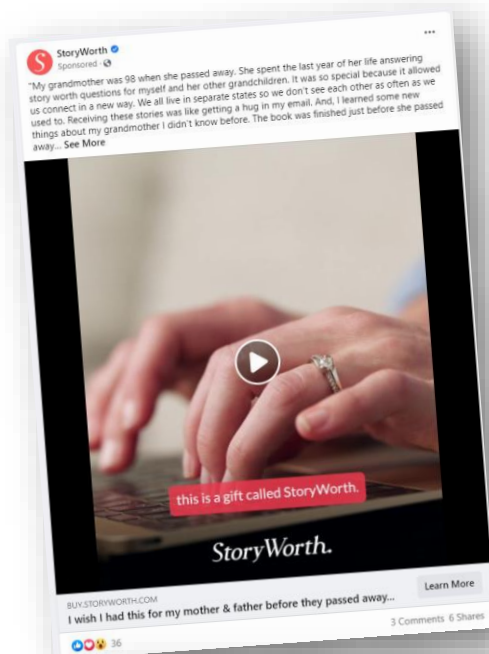 StoryWorth
Sponsored ·
"My grandmother was 98 when she passed away. She spent the last year of her life answering
story worth questions for myself and her other grandchildren. It was so special because it allowed
us connect in a new way. We all live in separate states so we don't see each other as often as we
used to. Receiving these stories was like getting a hug in my email. And, I learned some new
things about my grandmother I didn't know before. The book was finished just before she passed
away... See More
this is a gift called StoryWorth.
StoryWorth.
BUY.STORYWORTH.COM
I wish I had this for my mother & father before they passed away...
Learn More
36
3 Comments 6 Shares